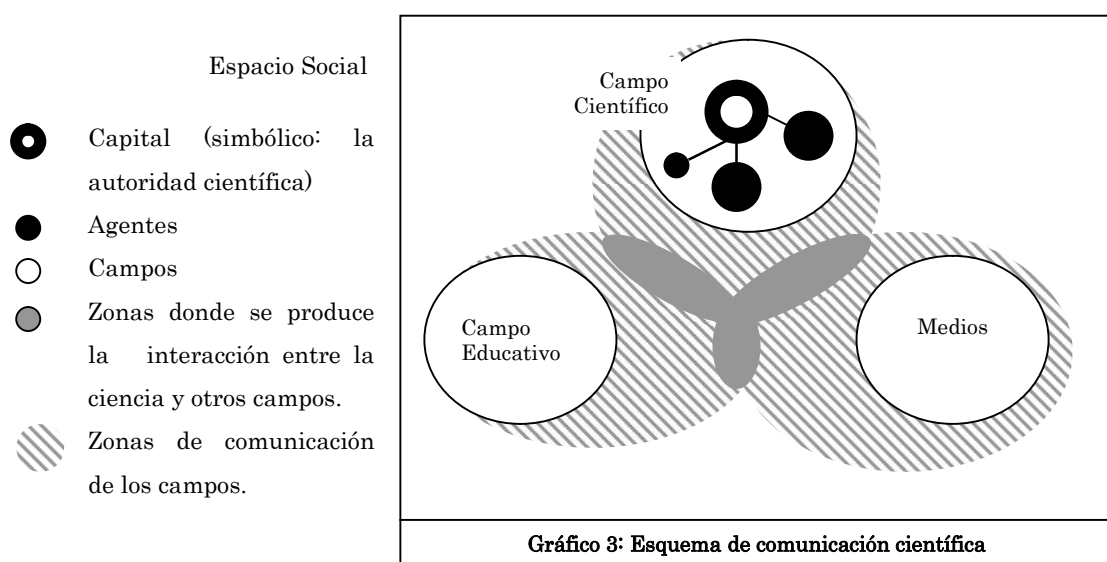 Espacio Social
Capital (simbólico: la
autoridad científica)
Agentes
Campos
Zonas donde se produce
la interacción entre la
ciencia y otros campos.
Zonas de comunicación
de los campos.
Campo
Científico
Campo
Educativo
Medios
Gráfico 3: Esquema de comunicación científica